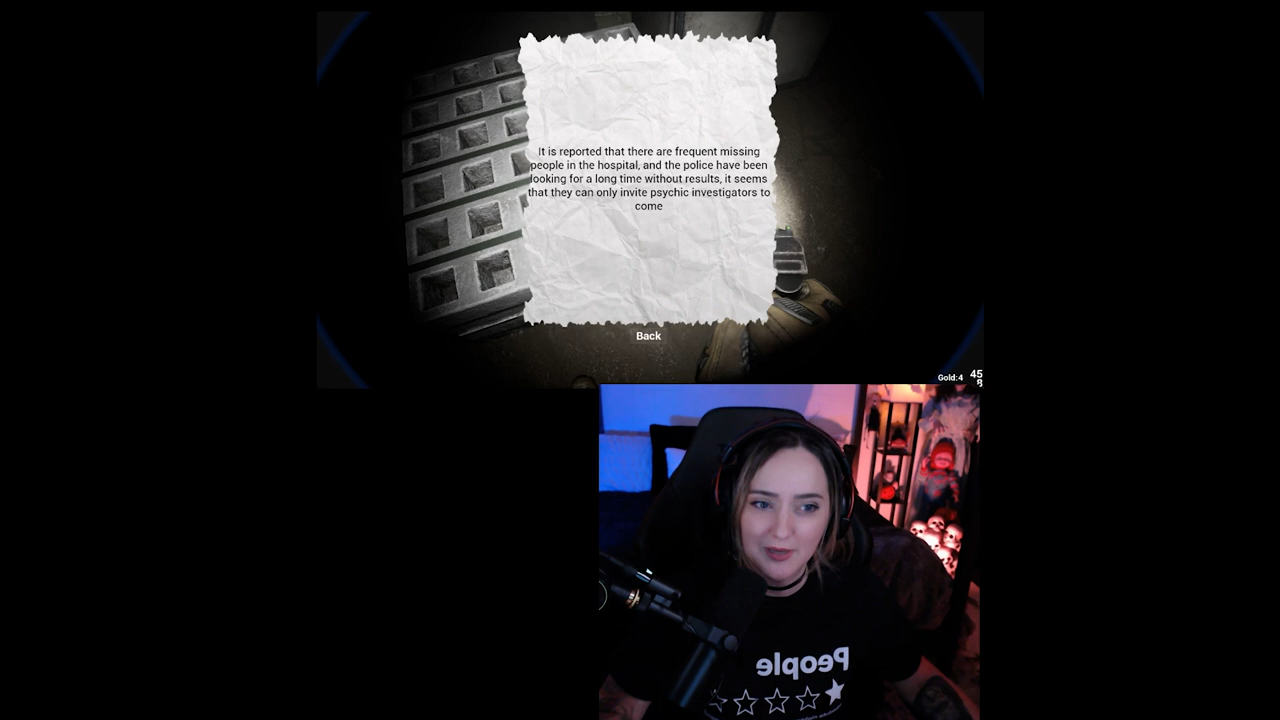 It is reported that there are frequent missing
people in the hospital, and the police have been
looking for a long time without results, it seems
that they can only invite psychic investigators to
come
Back
Gold:4
45
People